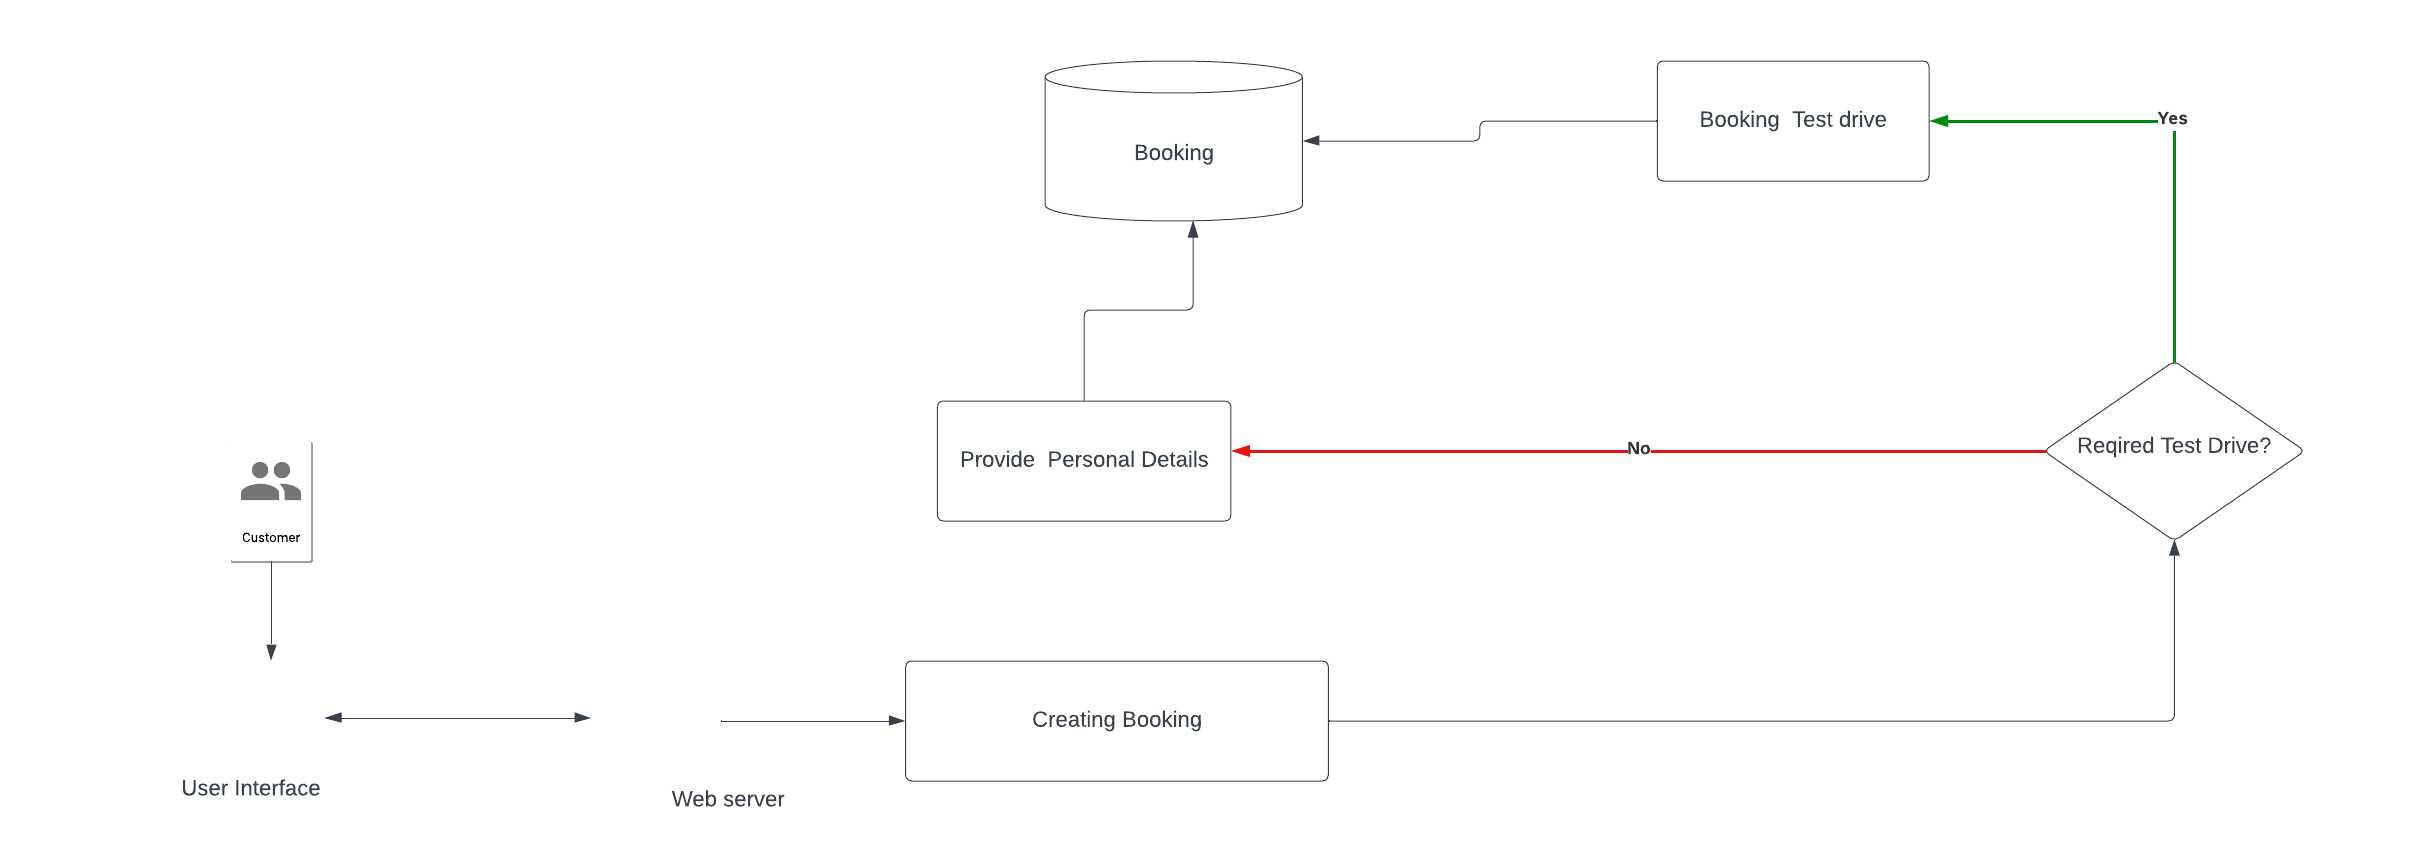 Booking
Booking  Test drive
Yes
Provide  Personal Details
No
Reqired Test Drive?
Customer
Creating Booking
User Interface
Web server